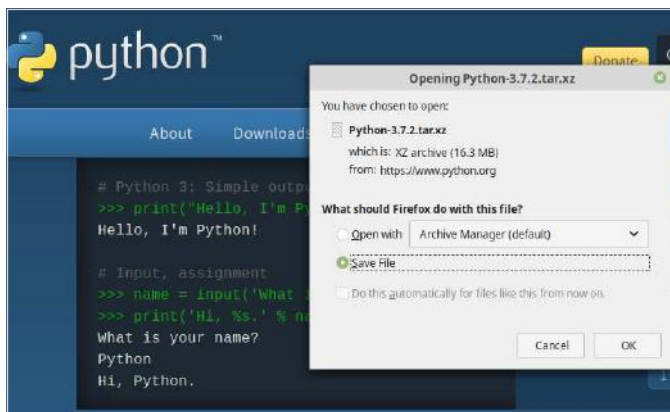 python™
Donate
About Downloads
# Python 3: Simple outpu
>>> print("Hello, I'm Py
Hello, I'm Python!
# Input, assignment
>>> name = input('What i
>>> print('Hi, %s.' % na
What is your name?
Python
Hi, Python.
Opening Python-3.7.2.tar.xz
You have chosen to open:
Python-3.7.2.tar.xz
which is: XZ archive (16.3 MB)
from: https://www.python.org
What should Firefox do with this file?
Open with Archive Manager (default)
Save File
Do this automatically for files like this from now on.
Cancel OK